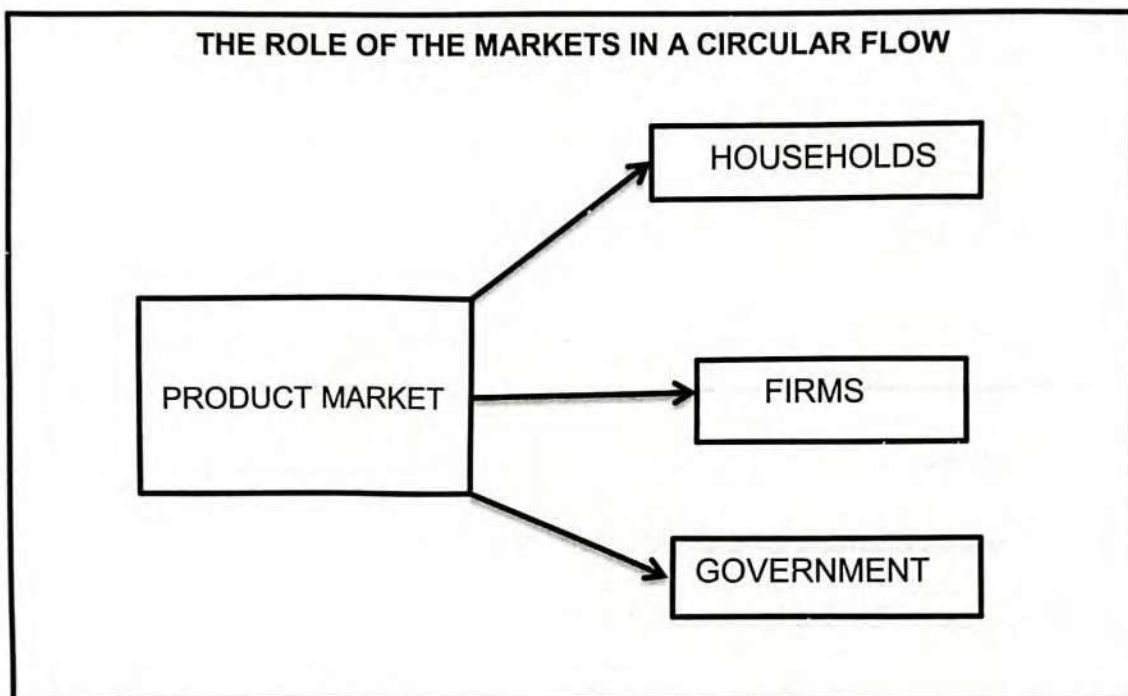 THE ROLE OF THE MARKETS IN A CIRCULAR FLOW
HOUSEHOLDS
PRODUCT MARKET
FIRMS
GOVERNMENT